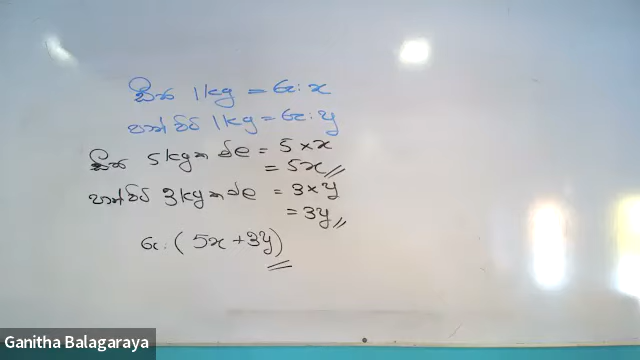 සීනි 1kg = රු: x
පාන් පිටි 1kg = රු: y
සීනි 5kg ක මිල = 5 × x
= 5x
පාන් පිටි 3kg ක මිල = 3 × y
= 3y
රු. (5x + 3y)
Ganitha Balagaraya